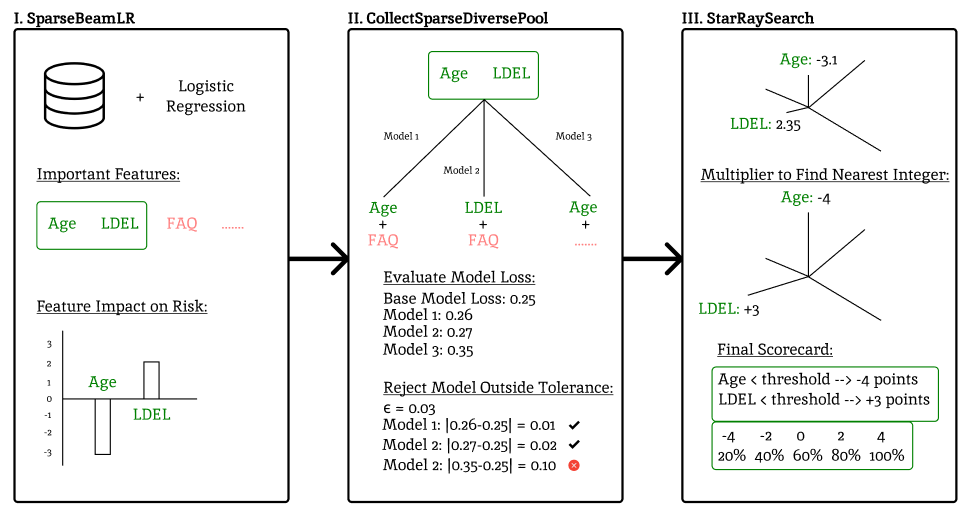 I. SparseBeamLR
+
Logistic
Regression
Important Features:
Age LDEL FAQ .......
Feature Impact on Risk:
3
2
1
0
-1
-2
-3
Age
LDEL
II. CollectSparseDiversePool
Age LDEL
Model 1
Model 2
Model 3
Age LDEL Age
+ + +
FAQ FAQ .......
Evaluate Model Loss:
Base Model Loss: 0.25
Model 1: 0.26
Model 2: 0.27
Model 3: 0.35
Reject Model Outside Tolerance:
ϵ = 0.03
Model 1: |0.26-0.25| = 0.01 ✔
Model 2: |0.27-0.25| = 0.02 ✔
Model 2: |0.35-0.25| = 0.10
III. StarRaySearch
Age: -3.1
LDEL: 2.35
Multiplier to Find Nearest Integer:
Age: -4
LDEL: +3
Final Scorecard:
Age < threshold --> -4 points
LDEL < threshold --> +3 points
-4 -2 0 2 4
20% 40% 60% 80% 100%